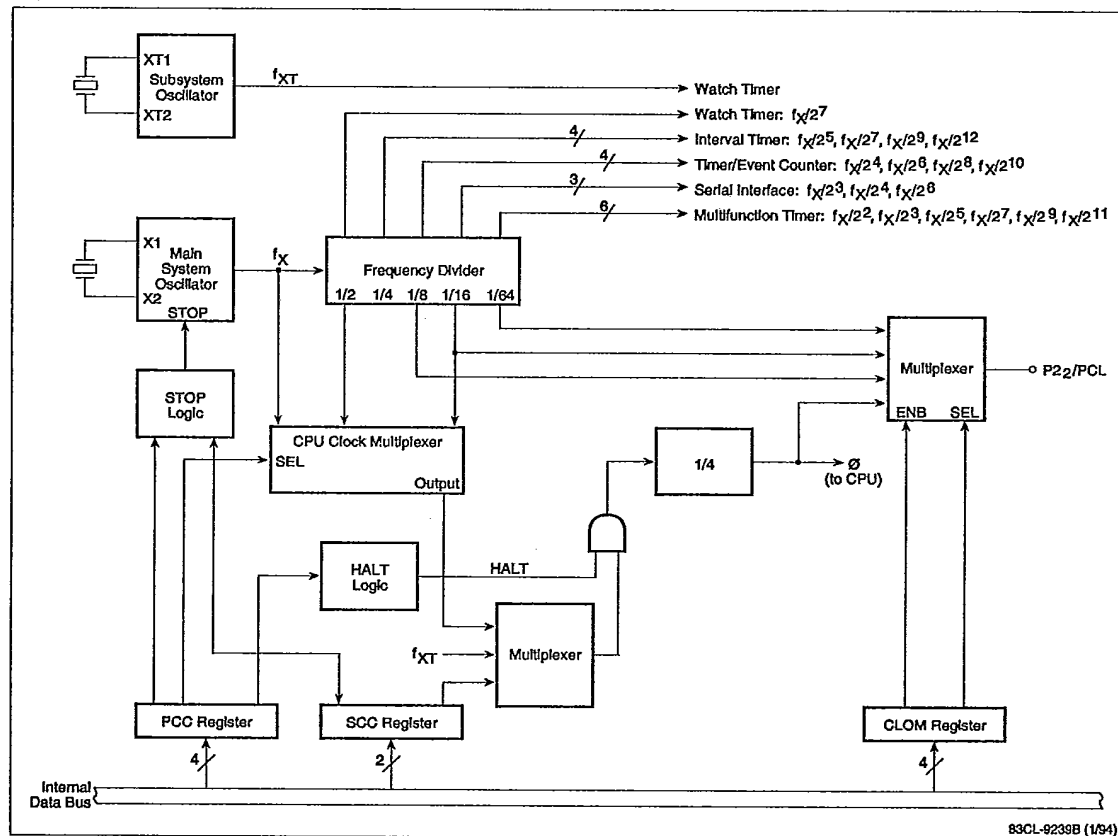 XT1
Subsystem
Oscillator
XT2
fXT
Watch Timer
Watch Timer: fX/2^7
4
Interval Timer: fX/2^5, fX/2^7, fX/2^9, fX/2^12
4
Timer/Event Counter: fX/2^4, fX/2^6, fX/2^8, fX/2^10
3
Serial Interface: fX/2^3, fX/2^4, fX/2^6
6
Multifunction Timer: fX/2^2, fX/2^3, fX/2^5, fX/2^7, fX/2^9, fX/2^11
X1
Main
System
Oscillator
X2
STOP
fX
Frequency Divider
1/2 1/4 1/8 1/16 1/64
STOP
Logic
CPU Clock Multiplexer
SEL
Output
Multiplexer
ENB SEL
P2₂/PCL
1/4
Ø
(to CPU)
HALT
Logic
HALT
fXT
Multiplexer
PCC Register
SCC Register
CLOM Register
4
2
4
Internal
Data Bus
83CL-9239B (1/94)